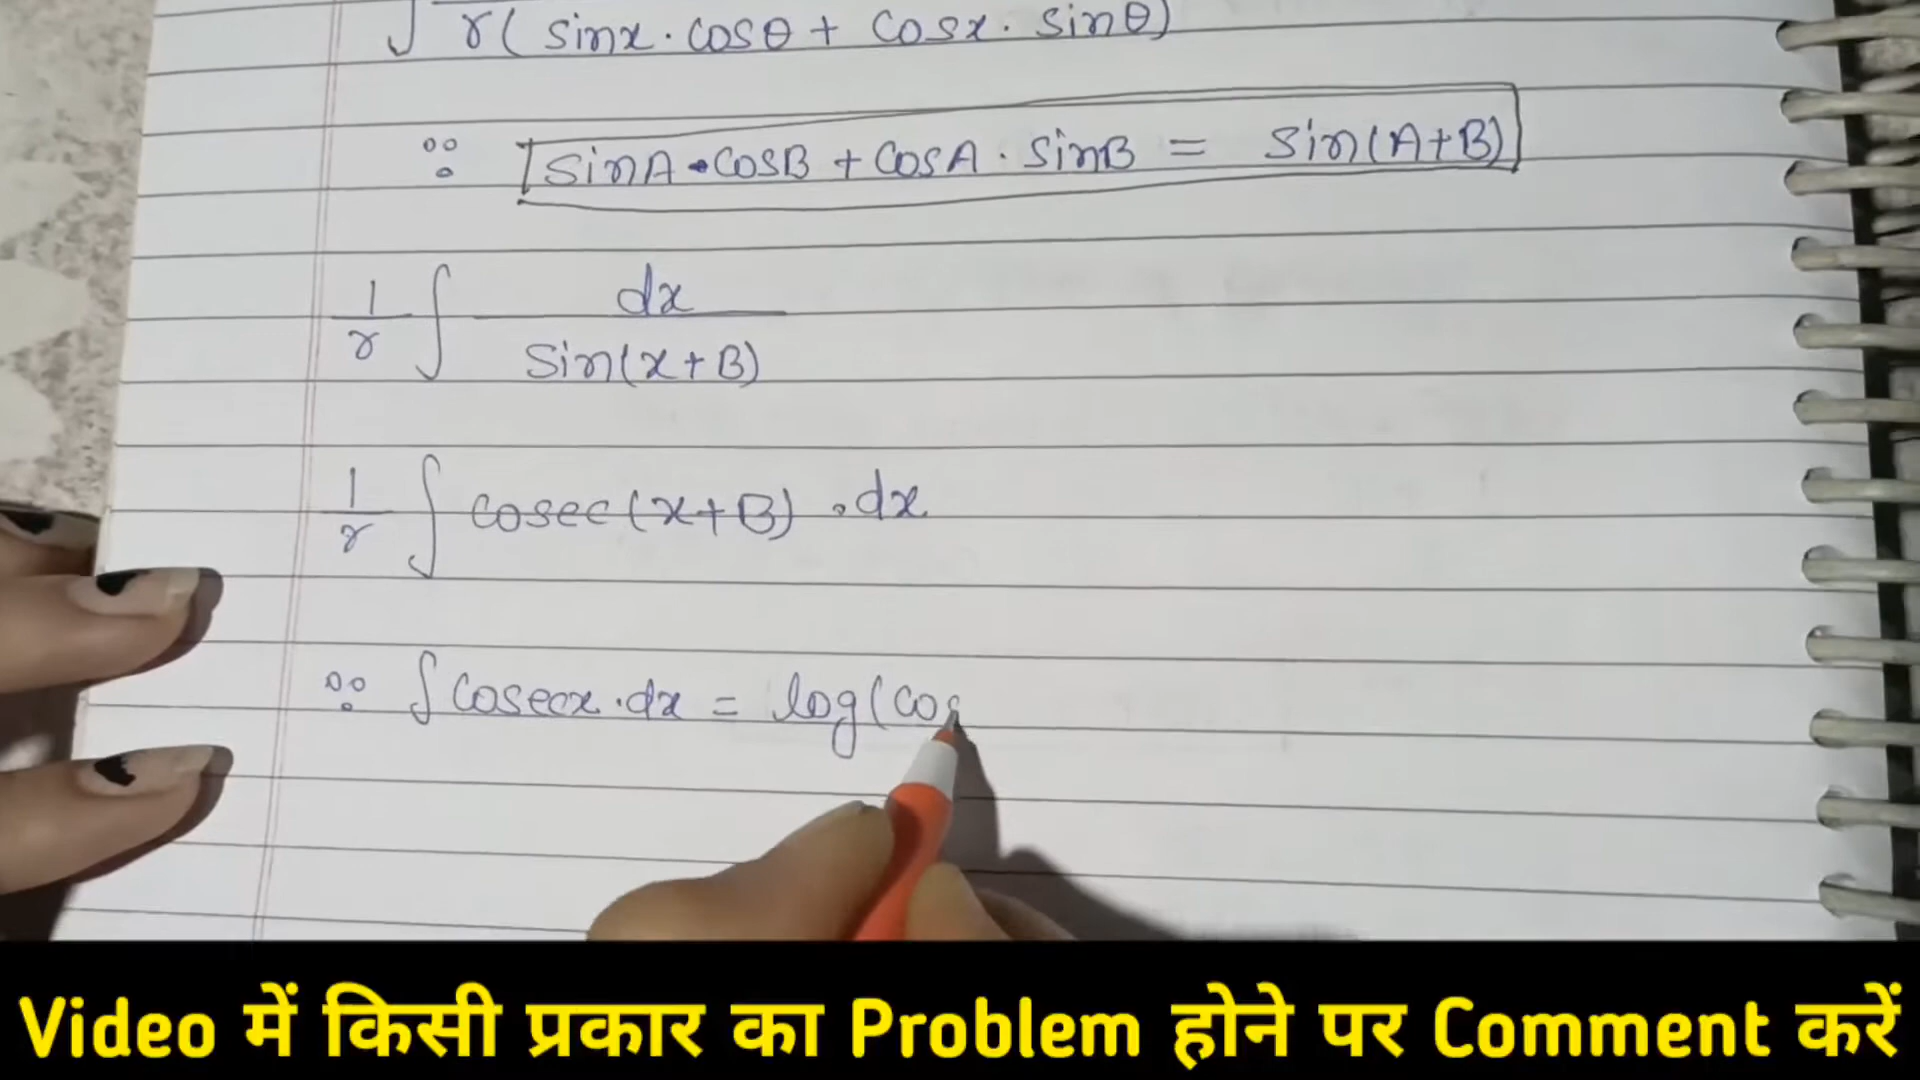 ∫ r( sinx · cosθ + cosx · sinθ)
∵ sinA · cosB + cosA · sinB = sin(A+B)
1/r ∫ dx / sin(x+B)
1/r ∫ cosec(x+B) · dx
∵ ∫ cosecx · dx = log(cos
Video में किसी प्रकार का Problem होने पर Comment करें